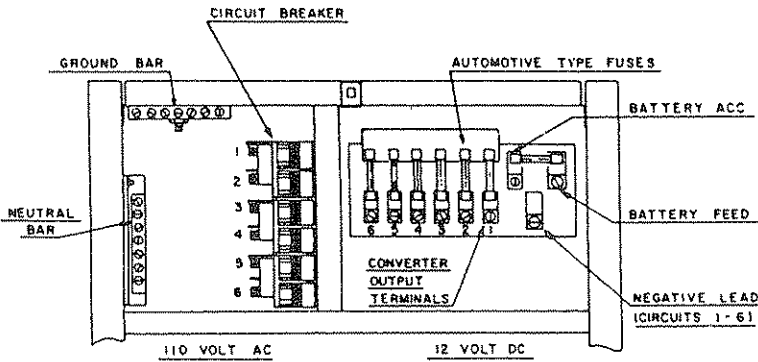 CIRCUIT BREAKER
GROUND BAR
AUTOMOTIVE TYPE FUSES
BATTERY ACC
1
2
3
4
5
6
6 5 4 3 2 1
NEUTRAL
BAR
BATTERY FEED
CONVERTER
OUTPUT
TERMINALS
NEGATIVE LEAD
(CIRCUITS 1-6)
110 VOLT AC
12 VOLT DC